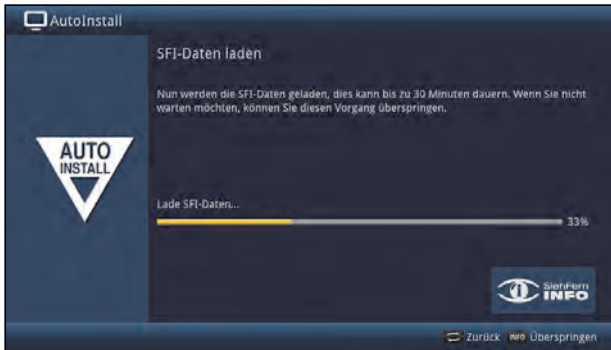 AutoInstall
SFI-Daten laden
Nun werden die SFI-Daten geladen, dies kann bis zu 30 Minuten dauern. Wenn Sie nicht
warten möchten, können Sie diesen Vorgang überspringen.
AUTO
INSTALL
Lade SFI-Daten...
33%
SiehFern
INFO
Zurück INFO Überspringen